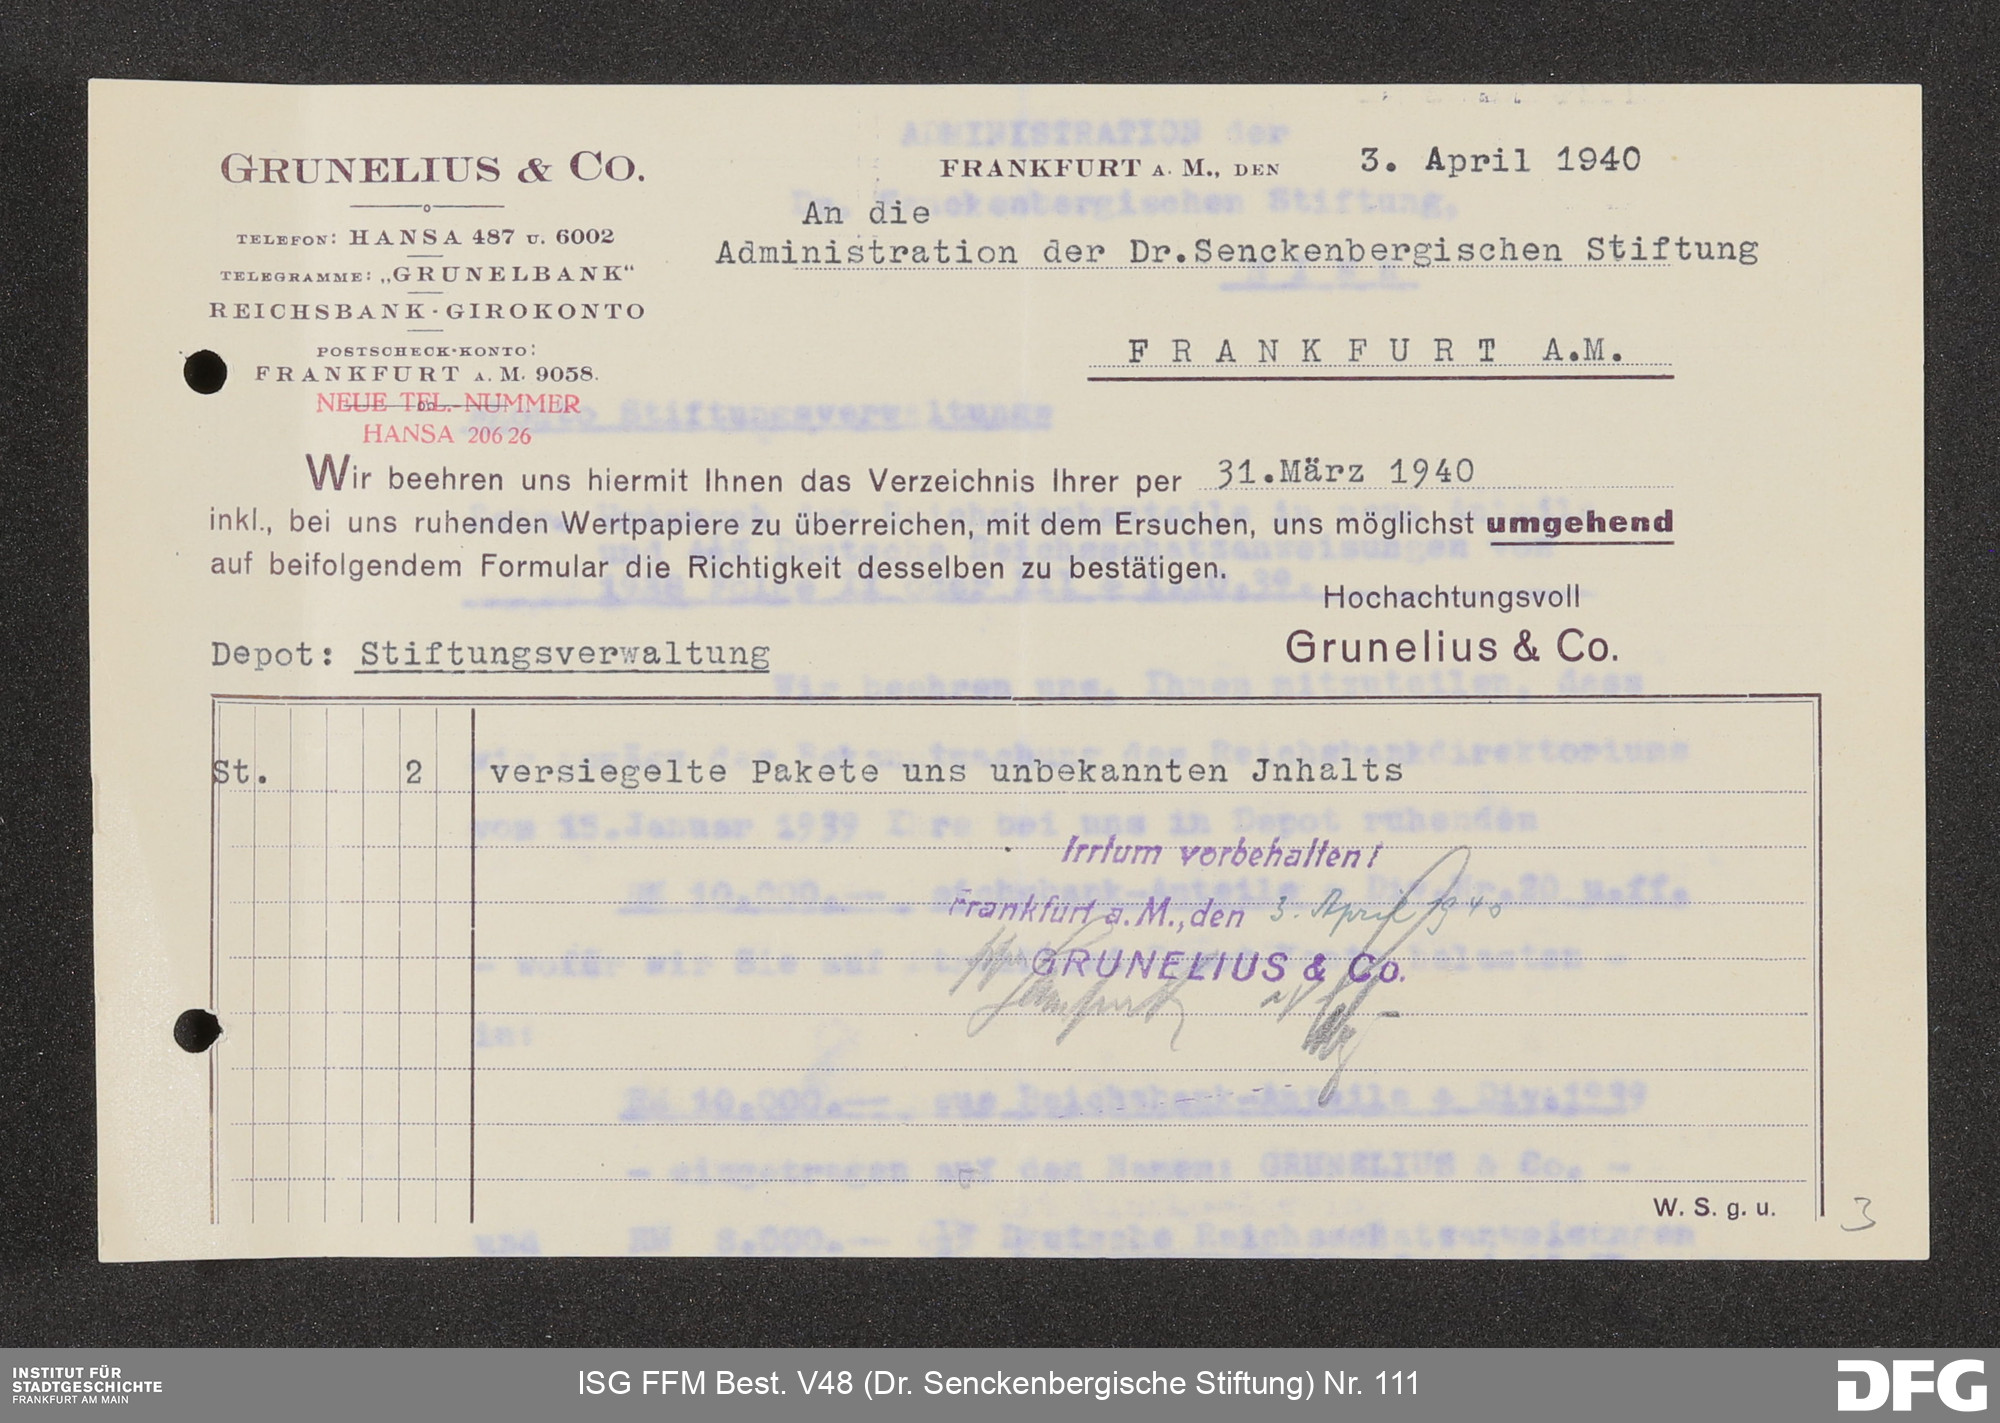 GRUNELIUS & CO.
TELEFON: HANSA 487 U. 6002
TELEGRAMME: „GRUNELBANK“
REICHSBANK-GIROKONTO
POSTSCHECK-KONTO:
FRANKFURT A. M. 9058.
NEUE TEL.-NUMMER
HANSA 206 26
FRANKFURT A. M., DEN 3. April 1940
An die
Administration der Dr.Senckenbergischen Stiftung
FRANKFURT A.M.
Wir beehren uns hiermit Ihnen das Verzeichnis Ihrer per 31.März 1940
inkl., bei uns ruhenden Wertpapiere zu überreichen, mit dem Ersuchen, uns möglichst umgehend
auf beifolgendem Formular die Richtigkeit desselben zu bestätigen.
Hochachtungsvoll
Grunelius & Co.
Depot: Stiftungsverwaltung
St. 2 versiegelte Pakete uns unbekannten Jnhalts
Irrtum vorbehalten!
Frankfurt a. M., den 3. April 1940
GRUNELIUS & Co.
W. S. g. u.
3
INSTITUT FÜR
STADTGESCHICHTE
FRANKFURT AM MAIN
ISG FFM Best. V48 (Dr. Senckenbergische Stiftung) Nr. 111
DFG